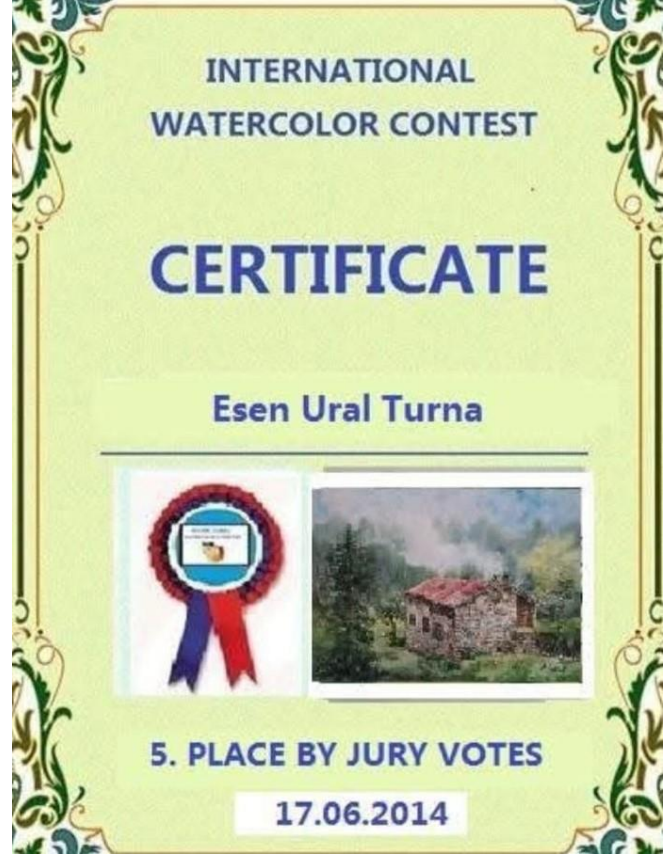 INTERNATIONAL
WATERCOLOR CONTEST
CERTIFICATE
Esen Ural Turna
5. PLACE BY JURY VOTES
17.06.2014